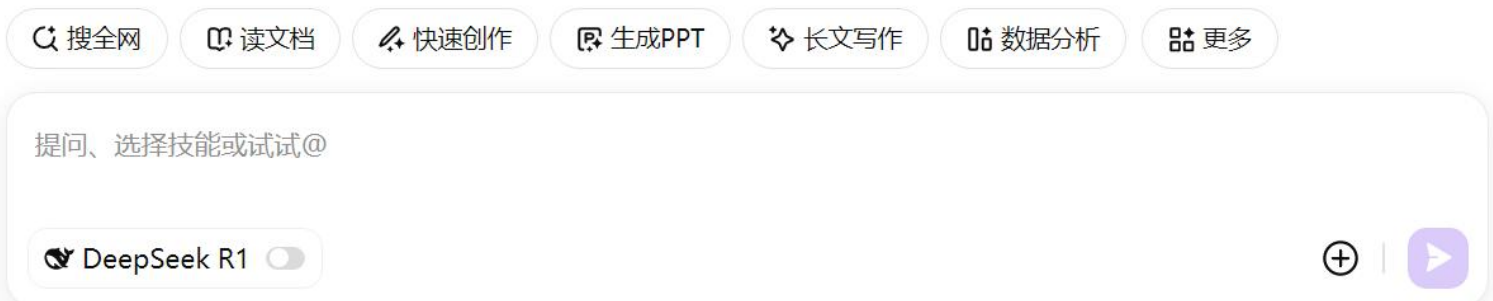 搜全网 读文档 快速创作 生成PPT 长文写作 数据分析 更多
提问、选择技能或试试@
DeepSeek R1